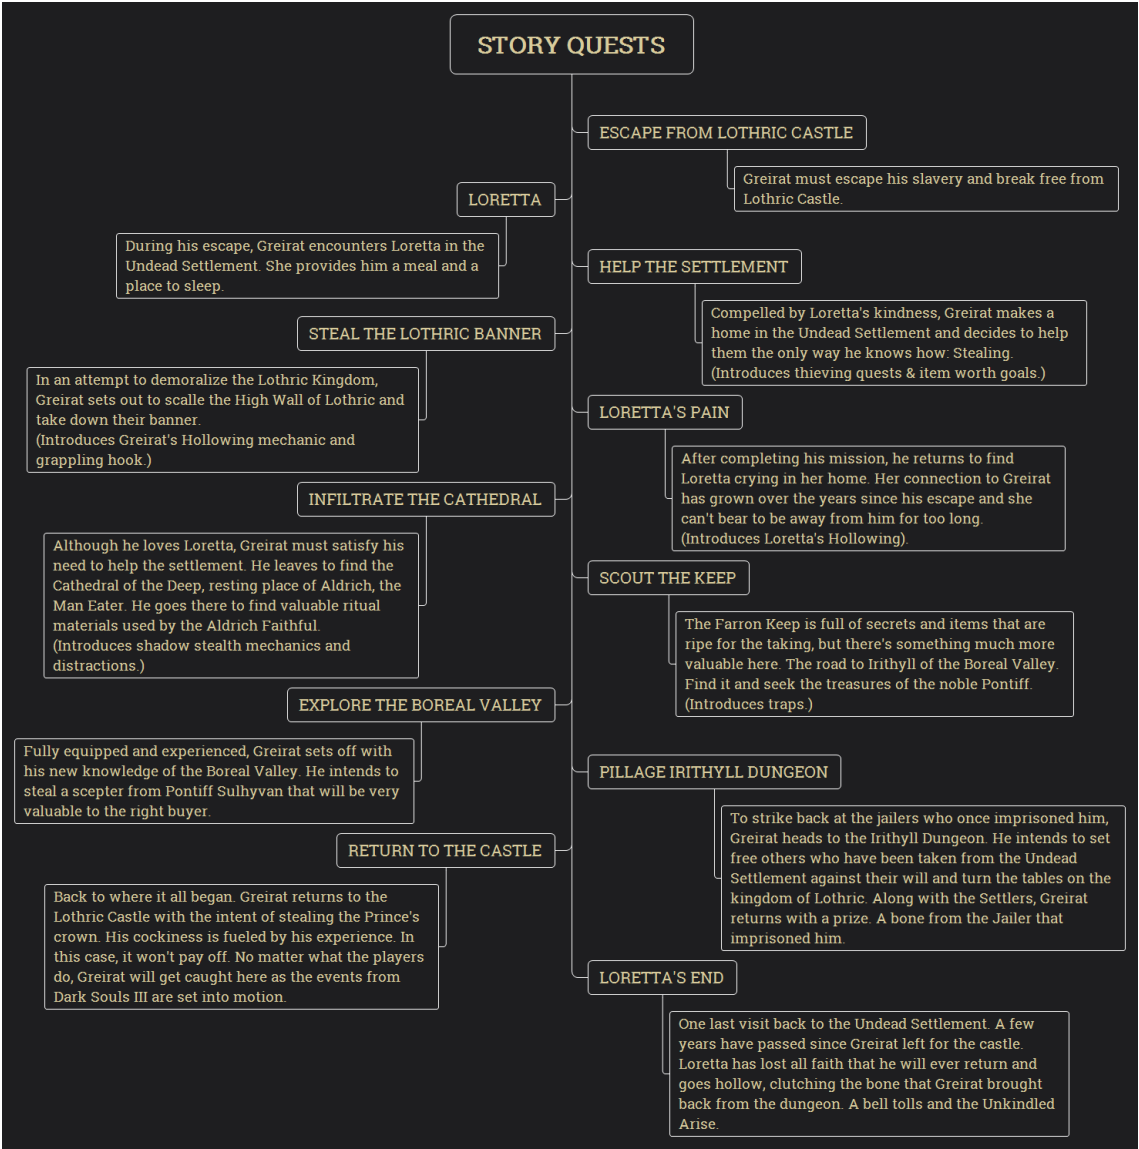 STORY QUESTS
ESCAPE FROM LOTHRIC CASTLE
Greirat must escape his slavery and break free from
Lothric Castle.
LORETTA
During his escape, Greirat encounters Loretta in the
Undead Settlement. She provides him a meal and a
place to sleep.
HELP THE SETTLEMENT
Compelled by Loretta's kindness, Greirat makes a
home in the Undead Settlement and decides to help
them the only way he knows how: Stealing.
(Introduces thieving quests & item worth goals.)
STEAL THE LOTHRIC BANNER
In an attempt to demoralize the Lothric Kingdom,
Greirat sets out to scalle the High Wall of Lothric and
take down their banner.
(Introduces Greirat's Hollowing mechanic and
grappling hook.)
LORETTA'S PAIN
After completing his mission, he returns to find
Loretta crying in her home. Her connection to Greirat
has grown over the years since his escape and she
can't bear to be away from him for too long.
(Introduces Loretta's Hollowing).
INFILTRATE THE CATHEDRAL
Although he loves Loretta, Greirat must satisfy his
need to help the settlement. He leaves to find the
Cathedral of the Deep, resting place of Aldrich, the
Man Eater. He goes there to find valuable ritual
materials used by the Aldrich Faithful.
(Introduces shadow stealth mechanics and
distractions.)
SCOUT THE KEEP
The Farron Keep is full of secrets and items that are
ripe for the taking, but there's something much more
valuable here. The road to Irithyll of the Boreal Valley.
Find it and seek the treasures of the noble Pontiff.
(Introduces traps.)
EXPLORE THE BOREAL VALLEY
Fully equipped and experienced, Greirat sets off with
his new knowledge of the Boreal Valley. He intends to
steal a scepter from Pontiff Sulhyvan that will be very
valuable to the right buyer.
PILLAGE IRITHYLL DUNGEON
To strike back at the jailers who once imprisoned him,
Greirat heads to the Irithyll Dungeon. He intends to set
free others who have been taken from the Undead
Settlement against their will and turn the tables on the
kingdom of Lothric. Along with the Settlers, Greirat
returns with a prize. A bone from the Jailer that
imprisoned him.
RETURN TO THE CASTLE
Back to where it all began. Greirat returns to the
Lothric Castle with the intent of stealing the Prince's
crown. His cockiness is fueled by his experience. In
this case, it won't pay off. No matter what the players
do, Greirat will get caught here as the events from
Dark Souls III are set into motion.
LORETTA'S END
One last visit back to the Undead Settlement. A few
years have passed since Greirat left for the castle.
Loretta has lost all faith that he will ever return and
goes hollow, clutching the bone that Greirat brought
back from the dungeon. A bell tolls and the Unkindled
Arise.